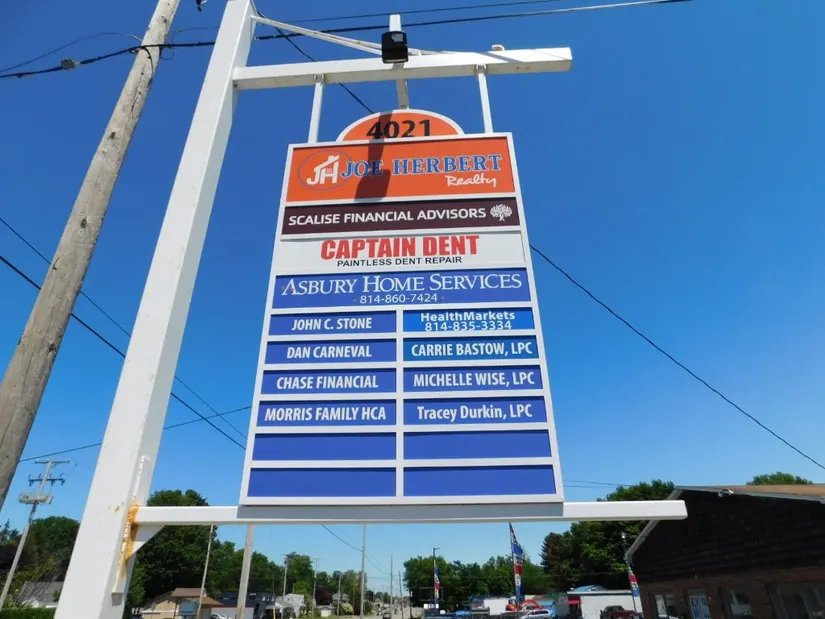 4021
JH JOE HERBERT
Realty
SCALISE FINANCIAL ADVISORS
CAPTAIN DENT
PAINTLESS DENT REPAIR
ASBURY HOME SERVICES
814-860-7424
JOHN C. STONE
HealthMarkets
814-835-3334
DAN CARNEVAL
CARRIE BASTOW, LPC
CHASE FINANCIAL
MICHELLE WISE, LPC
MORRIS FAMILY HCA
Tracey Durkin, LPC